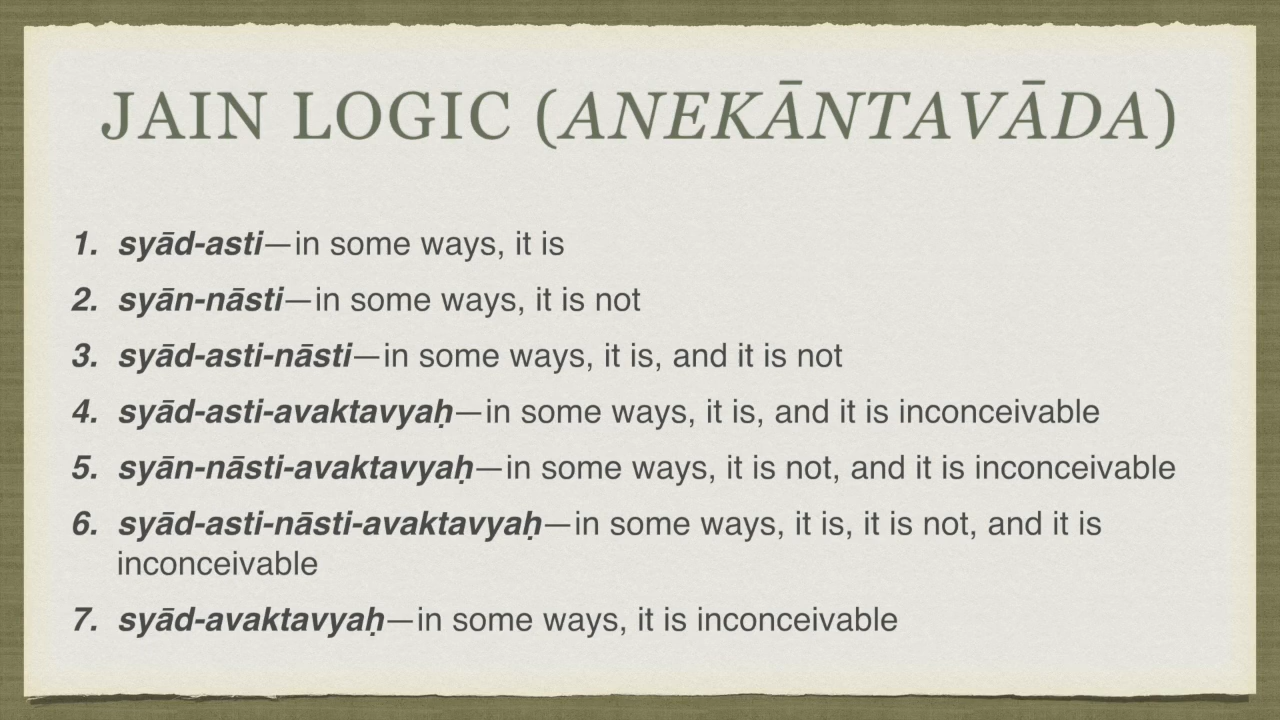 JAIN LOGIC (ANEKĀNTAVĀDA)
1. syād-asti—in some ways, it is
2. syān-nāsti—in some ways, it is not
3. syād-asti-nāsti—in some ways, it is, and it is not
4. syād-asti-avaktavyaḥ—in some ways, it is, and it is inconceivable
5. syān-nāsti-avaktavyaḥ—in some ways, it is not, and it is inconceivable
6. syād-asti-nāsti-avaktavyaḥ—in some ways, it is, it is not, and it is
inconceivable
7. syād-avaktavyaḥ—in some ways, it is inconceivable